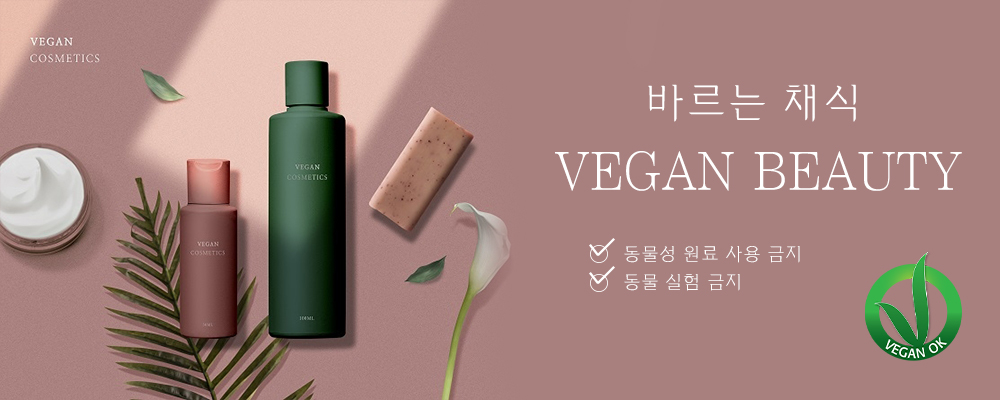 VEGAN
COSMETICS
바르는 채식
VEGAN BEAUTY
동물성 원료 사용 금지
동물 실험 금지
VEGAN
COSMETICS
VEGAN
COSMETICS
100ML
VEGAN OK